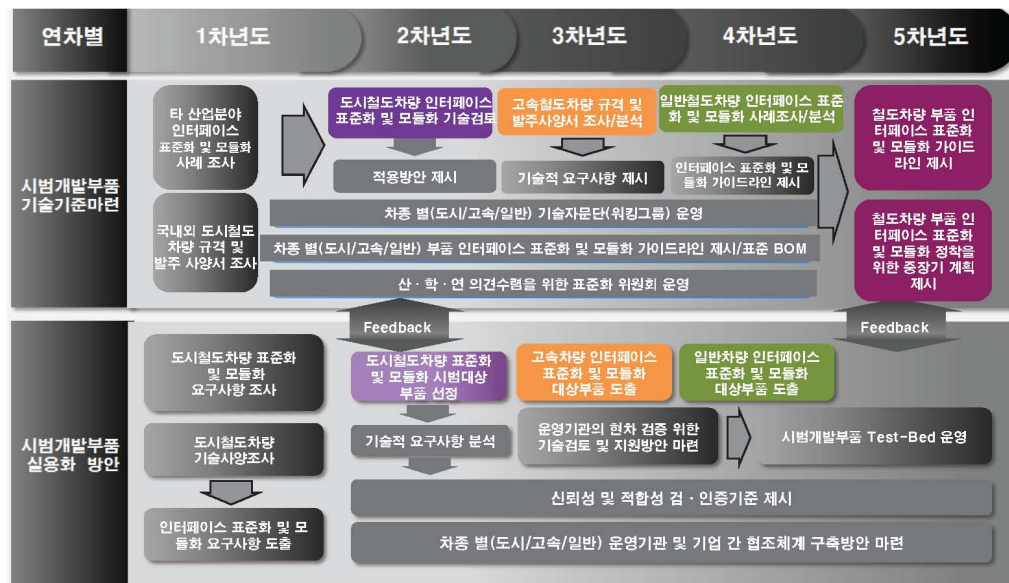 연차별
1차년도
2차년도
3차년도
4차년도
5차년도
시범개발부품
기술기준마련
타 산업분야
인터페이스
표준화 및 모듈화
사례 조사
국내외 도시철도
차량 규격 및
발주 사양서 조사
도시철도차량 인터페이스
표준화 및 모듈화 기술검토
고속철도차량 규격 및
발주사양서 조사/분석
일반철도차량 인터페이스 표준
화 및 모듈화 사례조사/분석
적용방안 제시
기술적 요구사항 제시
인터페이스 표준화 및 모
듈화 가이드라인 제시
차종 별(도시/고속/일반) 기술자문단(워킹그룹) 운영
차종 별(도시/고속/일반) 부품 인터페이스 표준화 및 모듈화 가이드라인 제시/표준 BOM
산·학·연 의견수렴을 위한 표준화 위원회 운영
철도차량 부품 인
터페이스 표준화
및 모듈화 가이드
라인 제시
철도차량 부품 인
터페이스 표준화
및 모듈화 정착을
위한 중장기 계획
제시
Feedback
Feedback
시범개발부품
실용화 방안
도시철도차량 표준화
및 모듈화
요구사항 조사
도시철도차량
기술사양조사
인터페이스 표준화 및 모
듈화 요구사항 도출
도시철도차량 표준화
및 모듈화 시범대상
부품 선정
고속차량 인터페이스
표준화 및 모듈화
대상부품 도출
일반차량 인터페이스
표준화 및 모듈화
대상부품 도출
기술적 요구사항 분석
운영기관의 현차 검증 위한
기술검토 및 지원방안 마련
시범개발부품 Test-Bed 운영
신뢰성 및 적합성 검·인증기준 제시
차종 별(도시/고속/일반) 운영기관 및 기업 간 협조체계 구축방안 마련